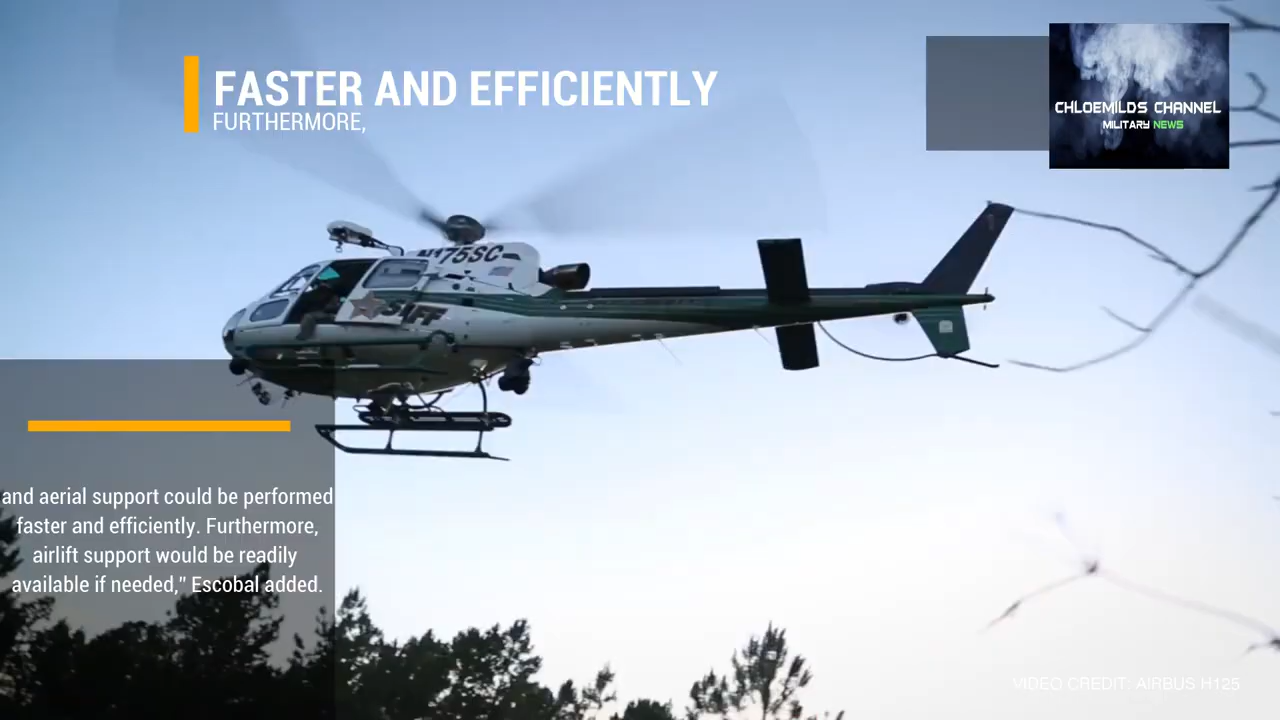 FASTER AND EFFICIENTLY
FURTHERMORE,
CHLOEMILDS CHANNEL
MILITARY NEWS
N175SC
and aerial support could be performed
faster and efficiently. Furthermore,
airlift support would be readily
available if needed," Escobal added.
VIDEO CREDIT: AIRBUS H125